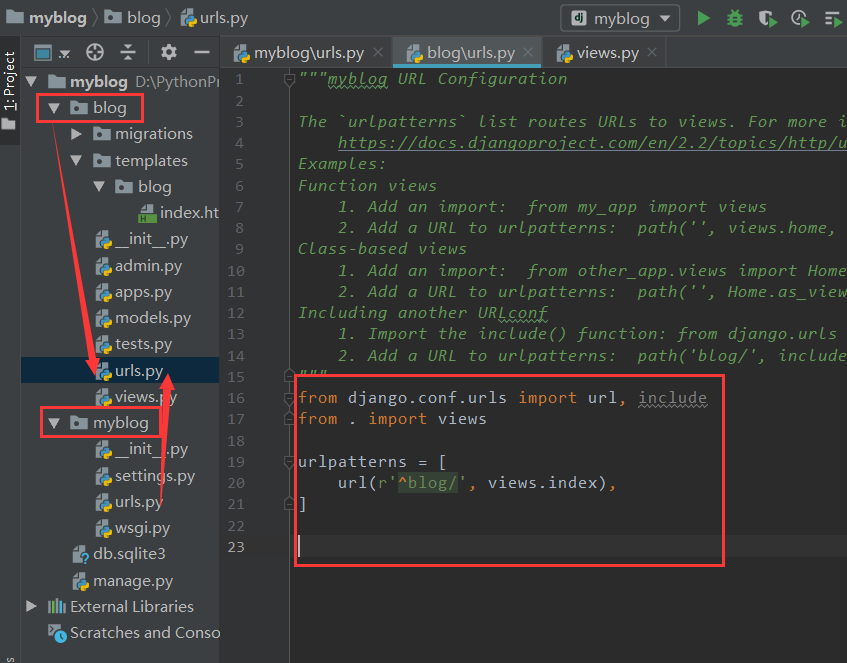 myblog blog urls.py myblog
1: Project
myblog\urls.py blog\urls.py views.py
myblog D:\PythonPr
blog
migrations
templates
blog
index.ht
__init__.py
admin.py
apps.py
models.py
tests.py
urls.py
views.py
myblog
__init__.py
settings.py
urls.py
wsgi.py
db.sqlite3
manage.py
External Libraries
Scratches and Conso
1 """myblog URL Configuration
2
3 The `urlpatterns` list routes URLs to views. For more i
4 https://docs.djangoproject.com/en/2.2/topics/http/u
5 Examples:
6 Function views
7 1. Add an import:  from my_app import views
8 2. Add a URL to urlpatterns:  path('', views.home,
9 Class-based views
10 1. Add an import:  from other_app.views import Home
11 2. Add a URL to urlpatterns:  path('', Home.as_view
12 Including another URLconf
13 1. Import the include() function: from django.urls
14 2. Add a URL to urlpatterns:  path('blog/', include
15 """
16 from django.conf.urls import url, include
17 from . import views
18
19 urlpatterns = [
20 url(r'^blog/', views.index),
21 ]
22
23